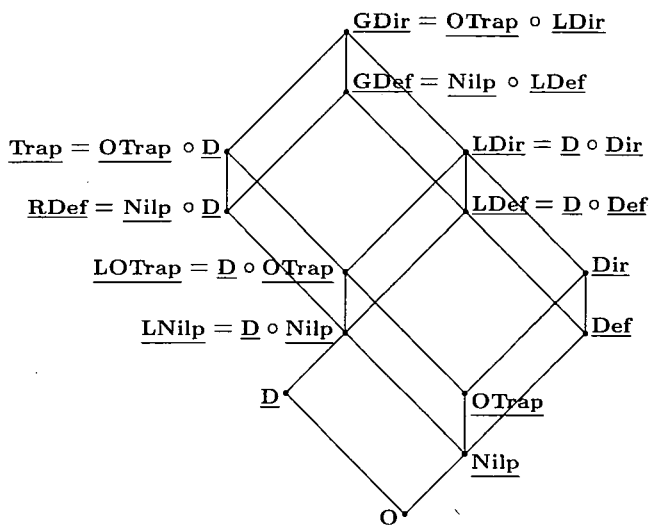 GDir = OTrap ∘ LDir
GDef = Nilp ∘ LDef
Trap = OTrap ∘ D
LDir = D ∘ Dir
RDef = Nilp ∘ D
LDef = D ∘ Def
LOTrap = D ∘ OTrap
Dir
LNilp = D ∘ Nilp
Def
D
OTrap
Nilp
O